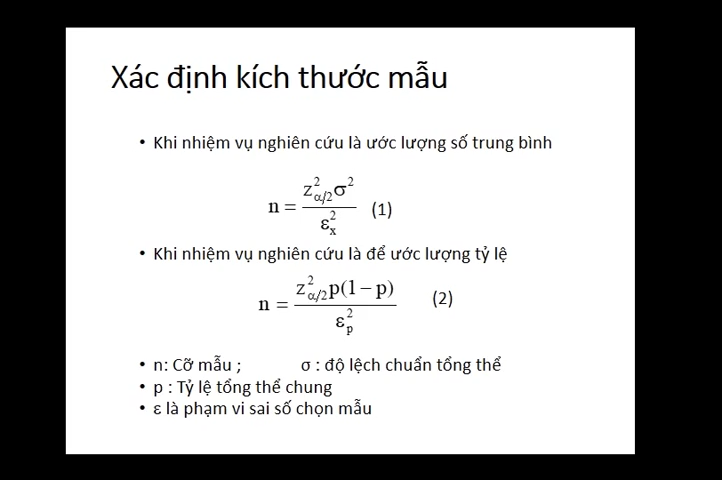 Xác định kích thước mẫu
• Khi nhiệm vụ nghiên cứu là ước lượng số trung bình
n = z²α/2σ² / ε²x (1)
• Khi nhiệm vụ nghiên cứu là để ước lượng tỷ lệ
n = z²α/2p(1 − p) / ε²p (2)
• n: Cỡ mẫu ; σ : độ lệch chuẩn tổng thể
• p : Tỷ lệ tổng thể chung
• ε là phạm vi sai số chọn mẫu